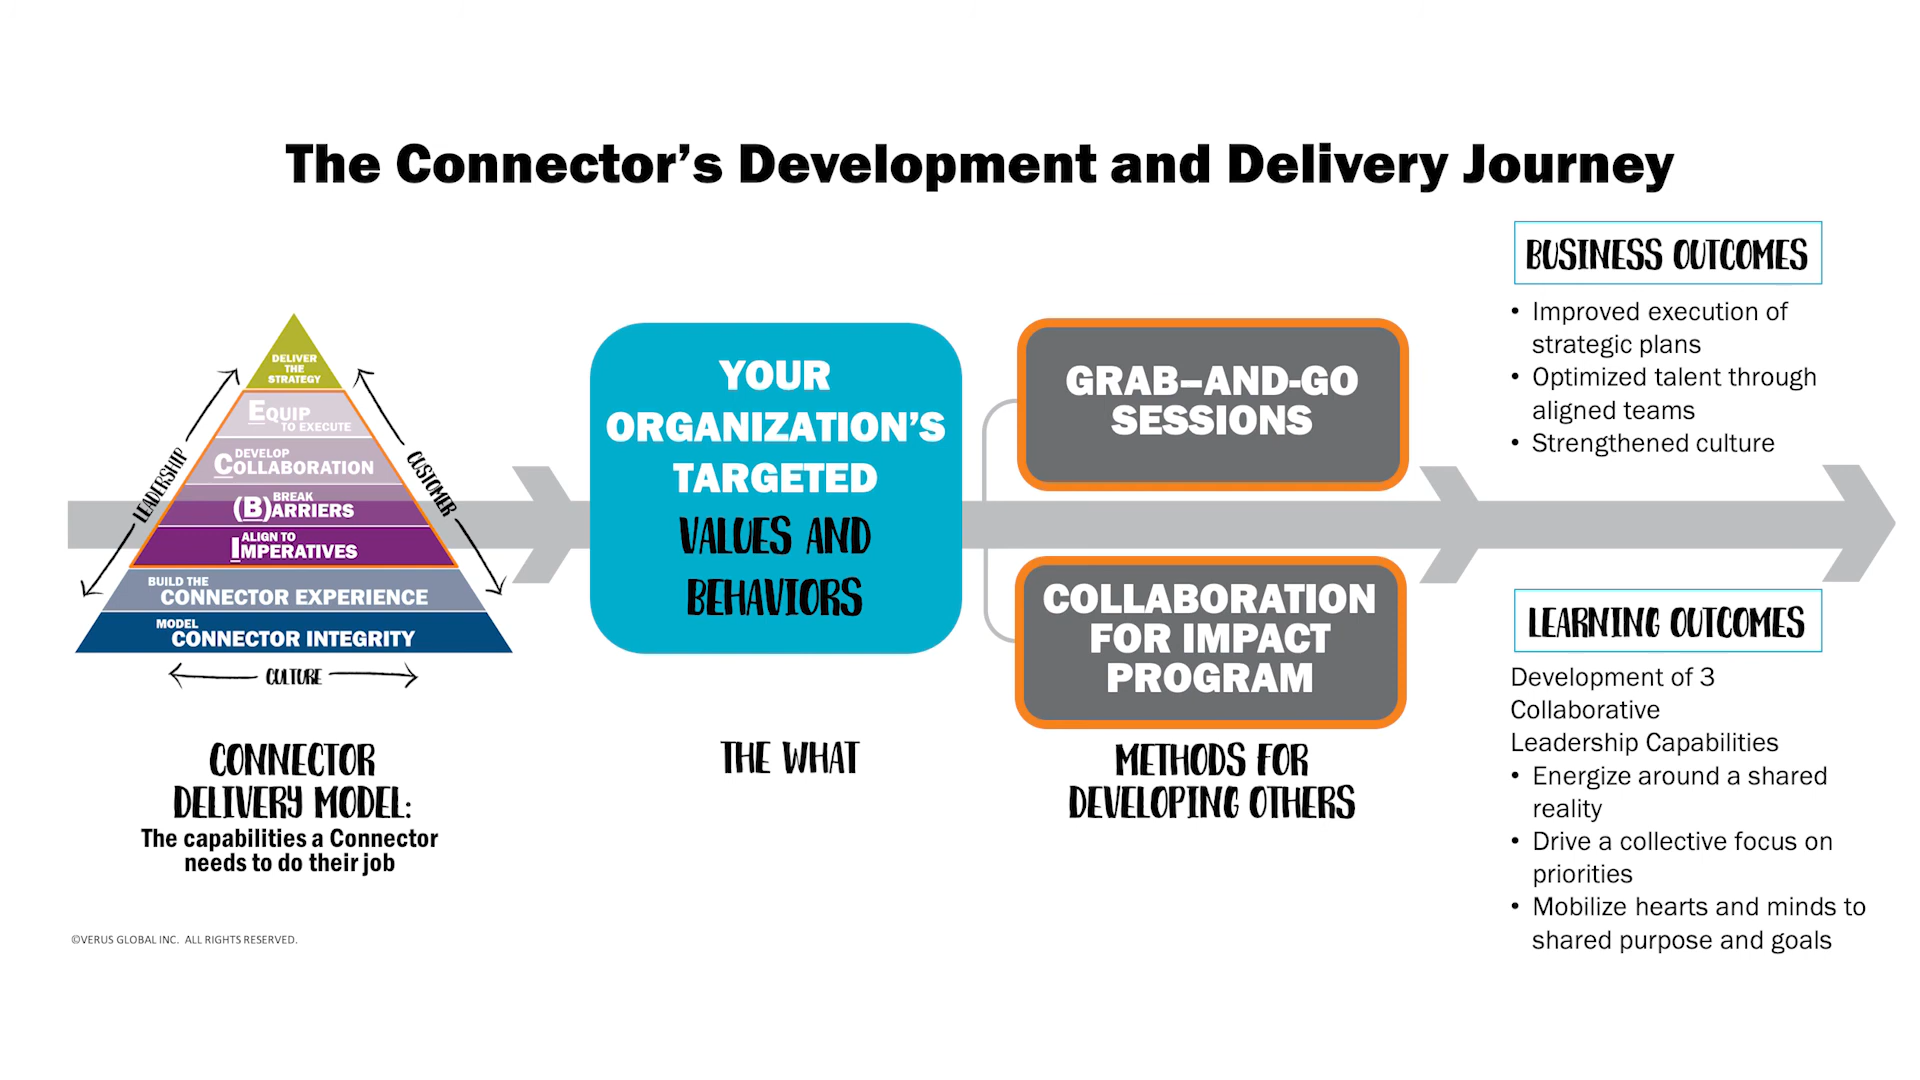 The Connector’s Development and Delivery Journey
DELIVER
THE
STRATEGY
EQUIP
TO EXECUTE
DEVELOP
COLLABORATION
BREAK
(B)ARRIERS
ALIGN TO
IMPERATIVES
BUILD THE
CONNECTOR EXPERIENCE
MODEL
CONNECTOR INTEGRITY
LEADERSHIP
CUSTOMER
CULTURE
CONNECTOR
DELIVERY MODEL:
The capabilities a Connector
needs to do their job
YOUR
ORGANIZATION’S
TARGETED
VALUES AND
BEHAVIORS
THE WHAT
GRAB–AND-GO
SESSIONS
COLLABORATION
FOR IMPACT
PROGRAM
METHODS FOR
DEVELOPING OTHERS
BUSINESS OUTCOMES
• Improved execution of
strategic plans
• Optimized talent through
aligned teams
• Strengthened culture
LEARNING OUTCOMES
Development of 3
Collaborative
Leadership Capabilities
• Energize around a shared
reality
• Drive a collective focus on
priorities
• Mobilize hearts and minds to
shared purpose and goals
©VERUS GLOBAL INC. ALL RIGHTS RESERVED.